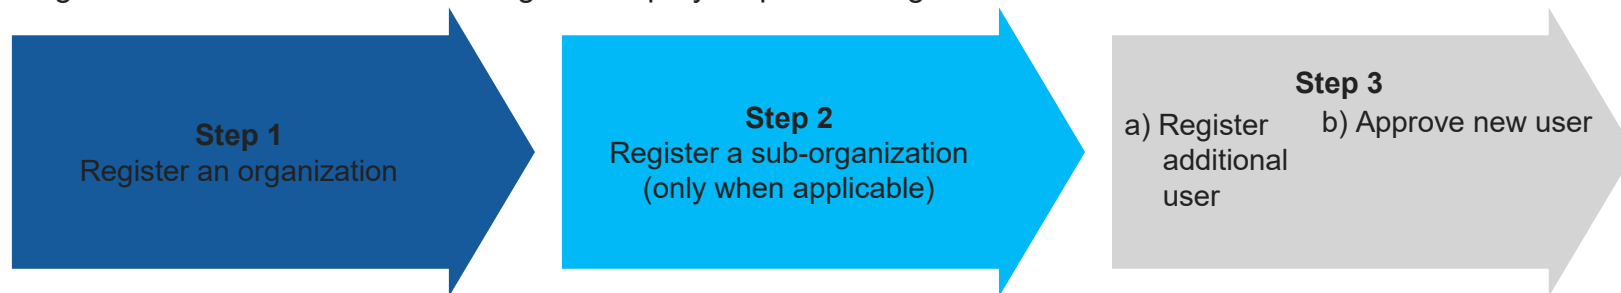 Step 1
Register an organization
Step 2
Register a sub-organization
(only when applicable)
Step 3
a) Register
additional
user
b) Approve new user